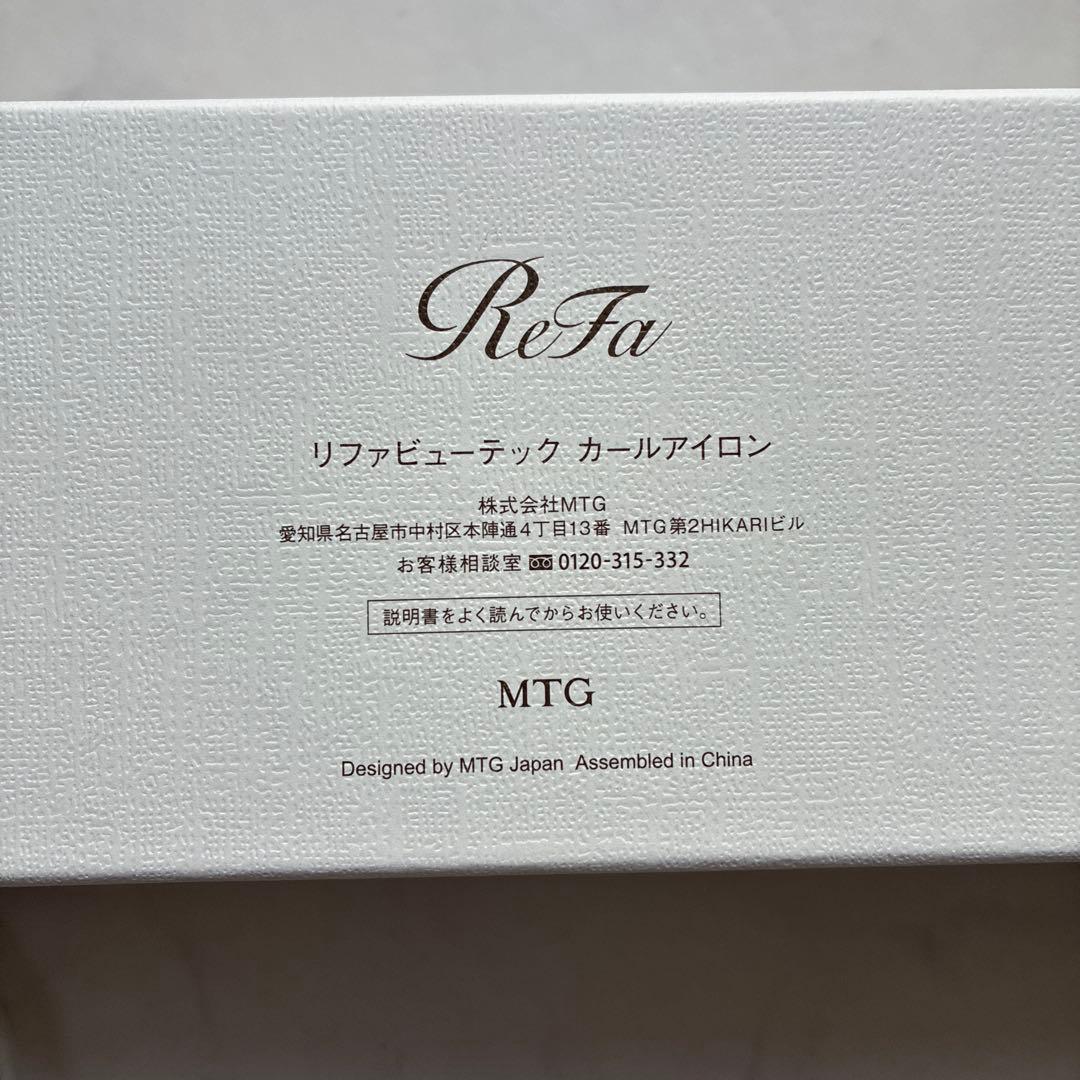 ReFa
リファビューテック カールアイロン
株式会社MTG
愛知県名古屋市中村区本陣通4丁目13番 MTG第2HIKARIビル
お客様相談室 0120-315-332
説明書をよく読んでからお使いください。
MTG
Designed by MTG Japan Assembled in China